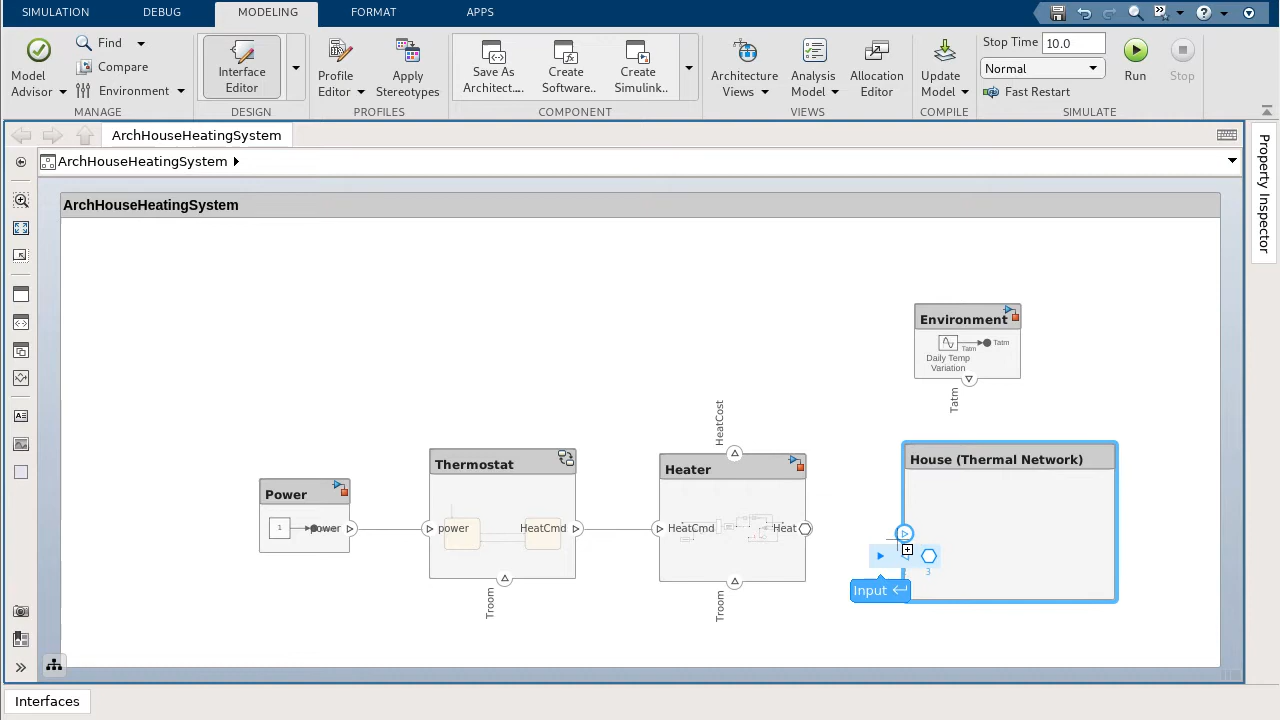 SIMULATION DEBUG MODELING FORMAT APPS
Model Advisor
Find
Compare
Environment
MANAGE
Interface Editor
DESIGN
Profile Editor
Apply Stereotypes
PROFILES
Save As Architect....
Create Software..
Create Simulink..
COMPONENT
Architecture Views
Analysis Model
Allocation Editor
VIEWS
Update Model
COMPILE
Stop Time 10.0
Normal
Fast Restart
Run
Stop
SIMULATE
ArchHouseHeatingSystem
ArchHouseHeatingSystem
Property Inspector
ArchHouseHeatingSystem
Environment
Tatm
Tatm
Daily Temp
Variation
Tatm
HeatCost
House (Thermal Network)
Thermostat
Heater
Power
1
power
power
HeatCmd
HeatCmd
Heat
3
Input
Troom
Troom
Interfaces